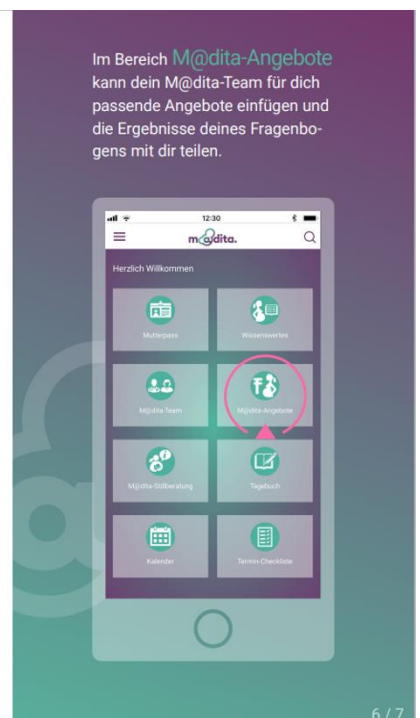 Im Bereich M@dita-Angebote
kann dein M@dita-Team für dich
passende Angebote einfügen und
die Ergebnisse deines Fragenbo-
gens mit dir teilen.
12:30
m@dita.
Herzlich Willkommen
Mutterpass
Wissenswertes
M@dita-Team
M@dita-Angebote
M@dita-Stillberatung
Tagebuch
Kalender
Termin-Checkliste
6 / 7